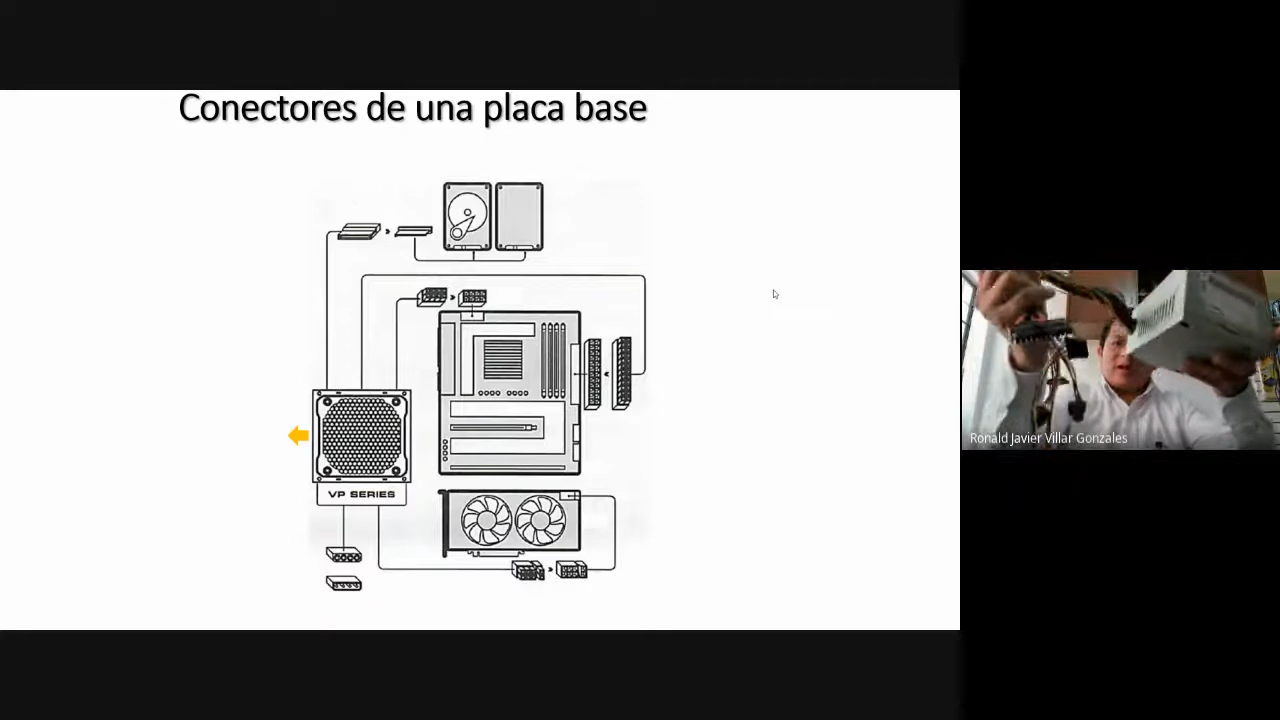 Conectores de una placa base
VP SERIES
Ronald Javier Villar Gonzales